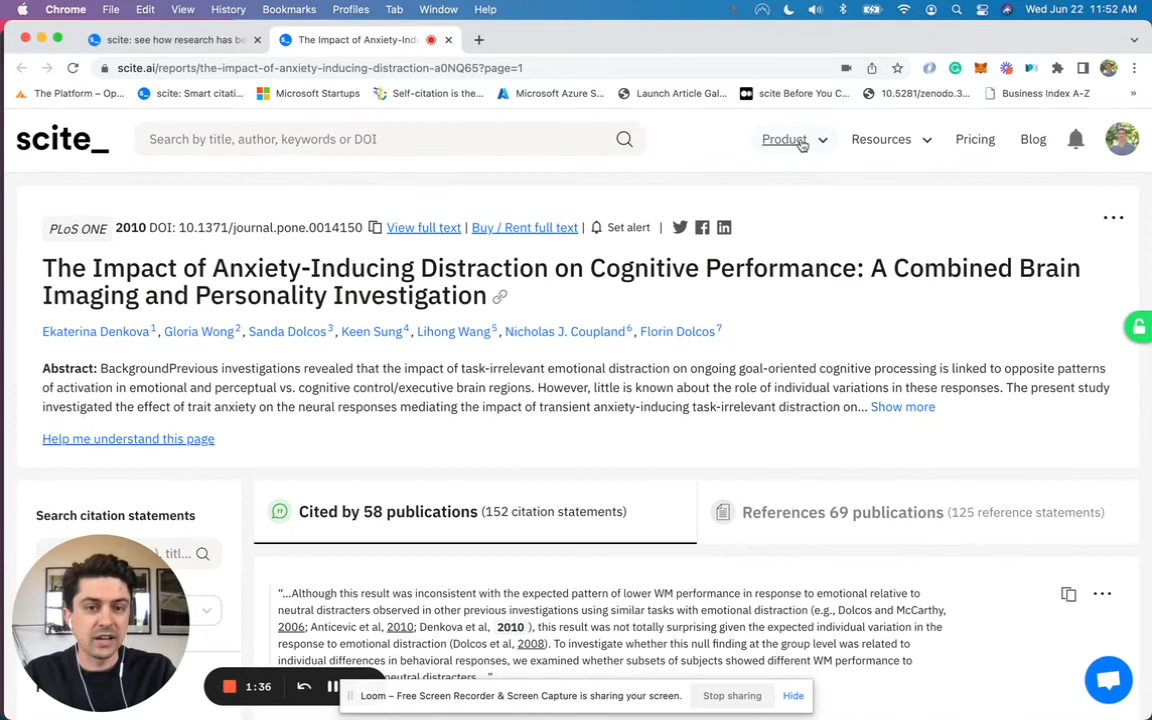 Chrome File Edit View History Bookmarks Profiles Tab Window Help Wed Jun 22 11:52 AM
scite: see how research has be The Impact of Anxiety-Ind
scite.ai/reports/the-impact-of-anxiety-inducing-distraction-a0NQ65?page=1
The Platform – Op... scite: Smart citati... Microsoft Startups Self-citation is the... Microsoft Azure S... Launch Article Gal... scite Before You C... 10.5281/zenodo.3... Business Index A-Z »
scite_ Search by title, author, keywords or DOI Product Resources Pricing Blog
PLoS ONE 2010 DOI: 10.1371/journal.pone.0014150 View full text | Buy / Rent full text | Set alert |
The Impact of Anxiety-Inducing Distraction on Cognitive Performance: A Combined Brain
Imaging and Personality Investigation
Ekaterina Denkova1, Gloria Wong2, Sanda Dolcos3, Keen Sung4, Lihong Wang5, Nicholas J. Coupland6, Florin Dolcos7
Abstract: BackgroundPrevious investigations revealed that the impact of task-irrelevant emotional distraction on ongoing goal-oriented cognitive processing is linked to opposite patterns
of activation in emotional and perceptual vs. cognitive control/executive brain regions. However, little is known about the role of individual variations in these responses. The present study
investigated the effect of trait anxiety on the neural responses mediating the impact of transient anxiety-inducing task-irrelevant distraction on... Show more
Help me understand this page
Search citation statements
Cited by 58 publications (152 citation statements)
References 69 publications (125 reference statements)
), titl...
“...Although this result was inconsistent with the expected pattern of lower WM performance in response to emotional relative to
neutral distracters observed in other previous investigations using similar tasks with emotional distraction (e.g., Dolcos and McCarthy,
2006; Anticevic et al, 2010; Denkova et al, 2010 ), this result was not totally surprising given the expected individual variation in the
response to emotional distraction (Dolcos et al, 2008). To investigate whether this null finding at the group level was related to
individual differences in behavioral responses, we examined whether subsets of subjects showed different WM performance to
neutral distracters...”
1:36
Loom – Free Screen Recorder & Screen Capture is sharing your screen. Stop sharing Hide